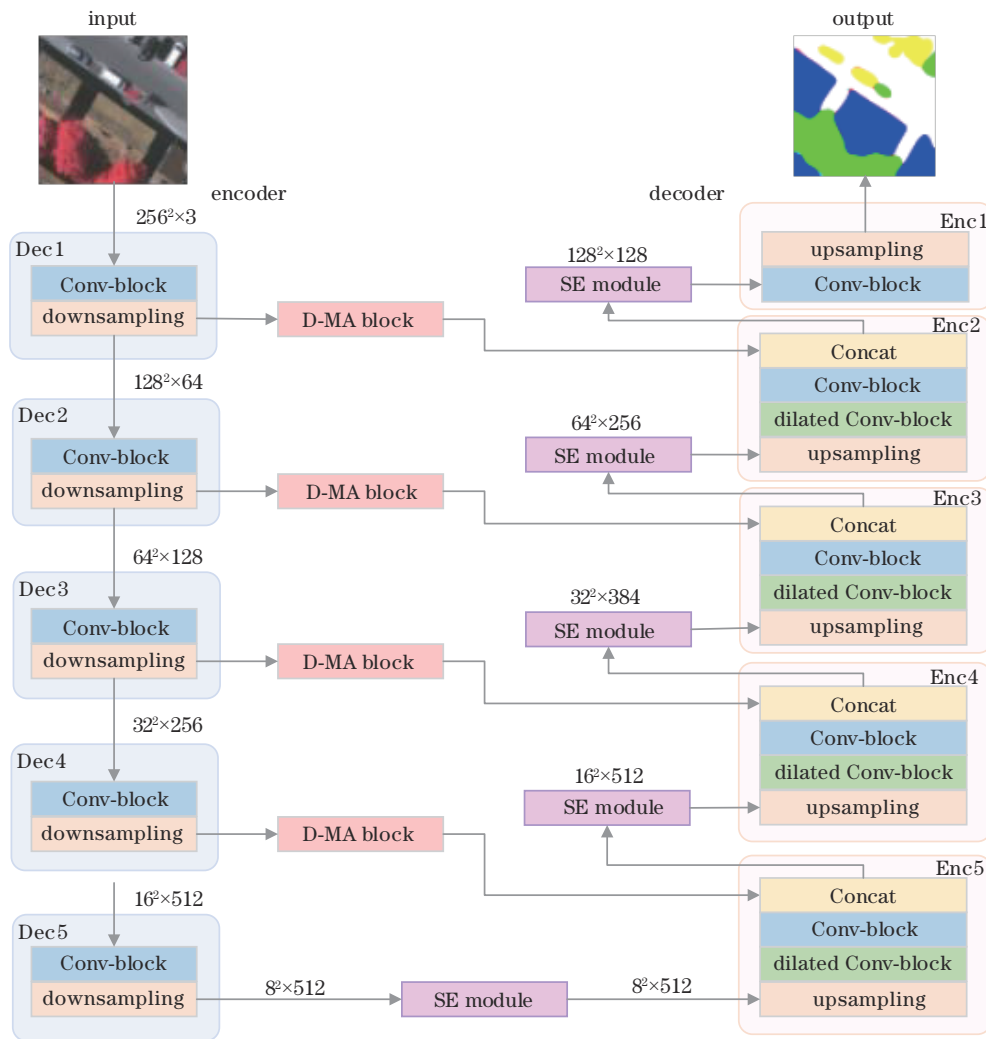 input
output
encoder
decoder
256²×3
Dec1
Conv-block
downsampling
D-MA block
128²×64
Dec2
Conv-block
downsampling
D-MA block
64²×128
Dec3
Conv-block
downsampling
D-MA block
32²×256
Dec4
Conv-block
downsampling
D-MA block
16²×512
Dec5
Conv-block
downsampling
8²×512
SE module
8²×512
Enc1
upsampling
Conv-block
128²×128
SE module
Enc2
Concat
Conv-block
dilated Conv-block
upsampling
64²×256
SE module
Enc3
Concat
Conv-block
dilated Conv-block
upsampling
32²×384
SE module
Enc4
Concat
Conv-block
dilated Conv-block
upsampling
16²×512
SE module
Enc5
Concat
Conv-block
dilated Conv-block
upsampling